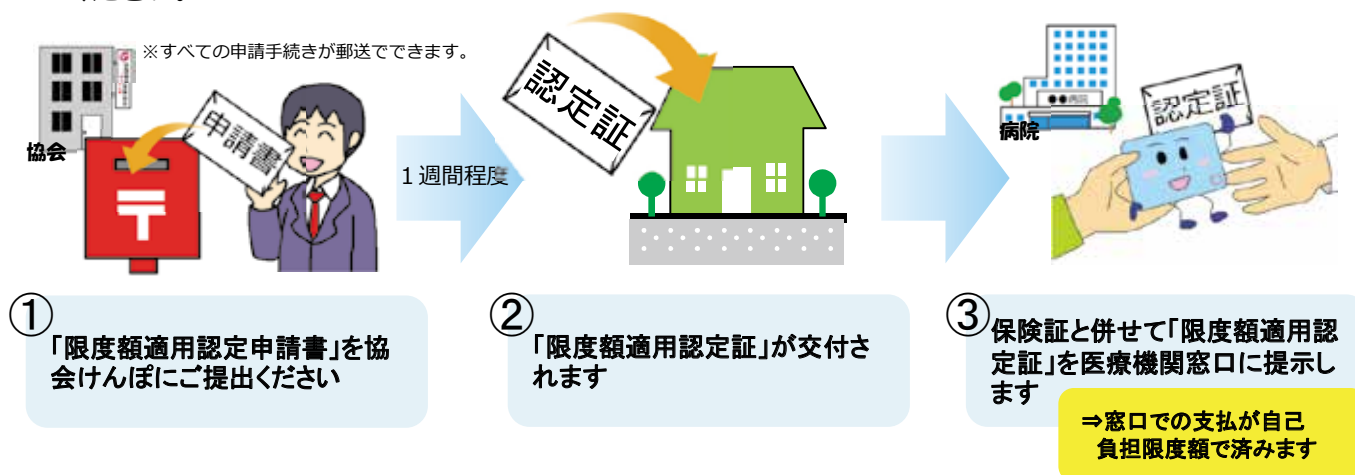 ※すべての申請手続きが郵送でできます。
協会
申請書
〒
1週間程度
認定証
●●病院
病院
認定証
①
「限度額適用認定申請書」を協
会けんぽにご提出ください
②
「限度額適用認定証」が交付さ
れます
③
保険証と併せて「限度額適用認
定証」を医療機関窓口に提示し
ます
⇒窓口での支払が自己
負担限度額で済みます